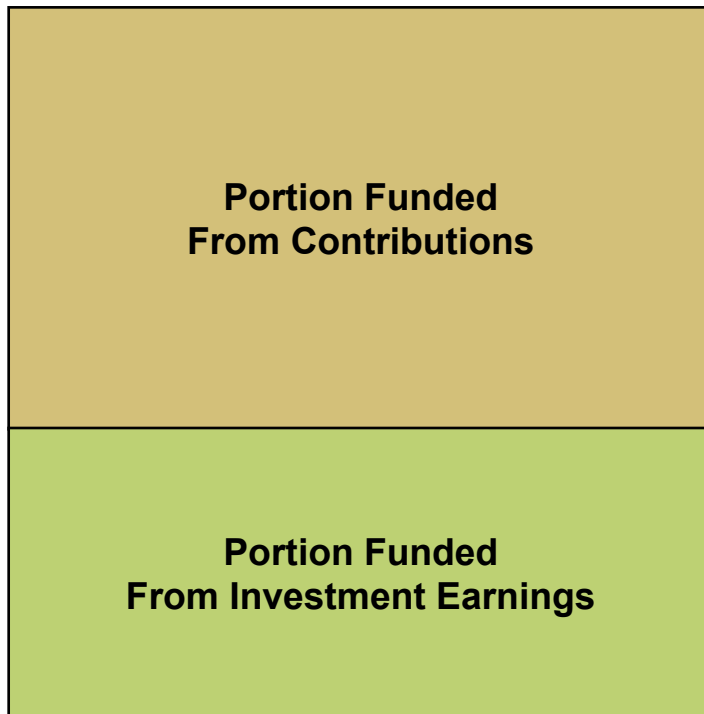 Portion Funded
From Contributions
Portion Funded
From Investment Earnings